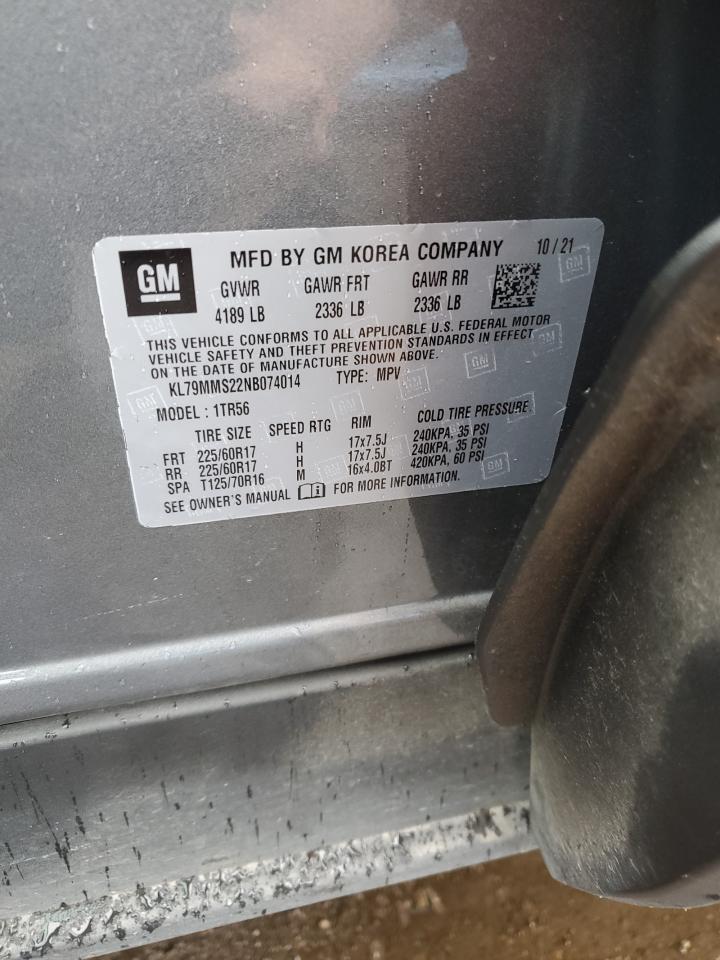 GM
MFD BY GM KOREA COMPANY 10 / 21
GVWR GAWR FRT GAWR RR
4189 LB 2336 LB 2336 LB
THIS VEHICLE CONFORMS TO ALL APPLICABLE U.S. FEDERAL MOTOR
VEHICLE SAFETY AND THEFT PREVENTION STANDARDS IN EFFECT
ON THE DATE OF MANUFACTURE SHOWN ABOVE.
KL79MMS22NB074014 TYPE: MPV
MODEL : 1TR56
TIRE SIZE SPEED RTG RIM COLD TIRE PRESSURE
FRT 225/60R17 H 17x7.5J 240KPA, 35 PSI
RR 225/60R17 H 17x7.5J 240KPA, 35 PSI
SPA T125/70R16 M 16x4.0BT 420KPA, 60 PSI
SEE OWNER'S MANUAL FOR MORE INFORMATION.